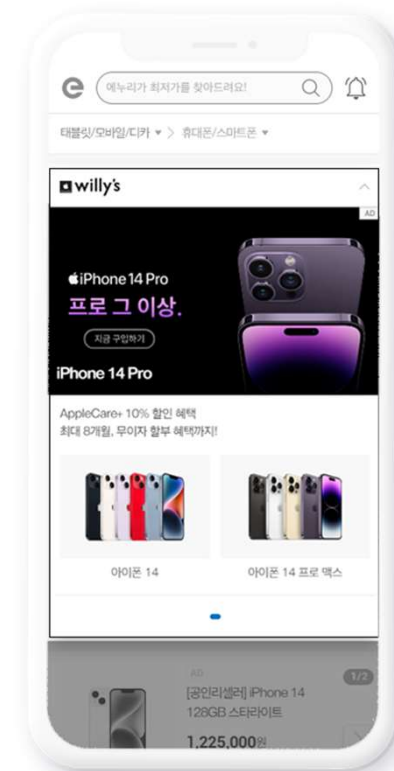 에누리가 최저가를 찾아드려요!
태블릿/모바일/디카 ▾ > 휴대폰/스마트폰 ▾
willy's
AD
iPhone 14 Pro
프로 그 이상.
지금 구입하기
iPhone 14 Pro
AppleCare+ 10% 할인 혜택
최대 8개월, 무이자 할부 혜택까지!
아이폰 14
아이폰 14 프로 맥스
AD
1/2
[공인리셀러] iPhone 14
128GB 스타라이트
1,225,000원